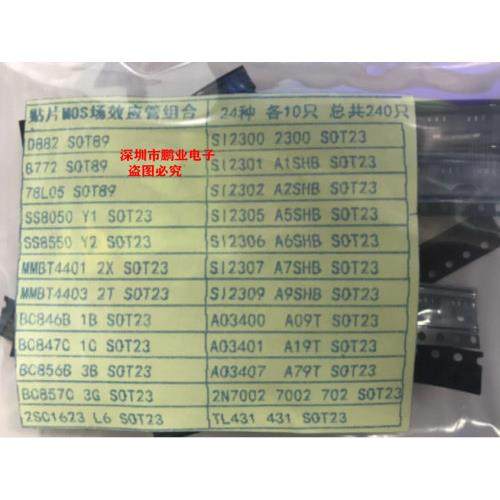 贴片MOS场效应管组合 24种 各10只 总共240只
D882 SOT89 SI2300 2300 SOT23
深圳市鹏业电子
B772 SOT89 SI2301 A1SHB SOT23
盗图必究
78L05 SOT89 SI2302 A2SHB SOT23
SS8050 Y1 SOT23 SI2305 A5SHB SOT23
SS8550 Y2 SOT23 SI2306 A6SHB SOT23
MMBT4401 2X SOT23 SI2307 A7SHB SOT23
MMBT4403 2T SOT23 SI2309 A9SHB SOT23
BC846B 1B SOT23 AO3400 A09T SOT23
BC847C 1G SOT23 AO3401 A19T SOT23
BC856B 3B SOT23 AO3407 A79T SOT23
BC857C 3G SOT23 2N7002 7002 702 SOT23
2SC1623 L6 SOT23 TL431 431 SOT23